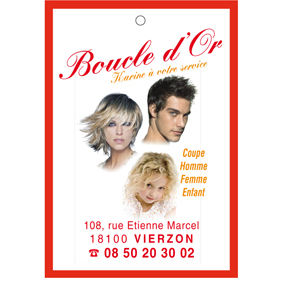 Boucle d'Or
Karine à votre service
Coupe
Homme
Femme
Enfant
108, rue Etienne Marcel
18100 VIERZON
☎ 08 50 20 30 02